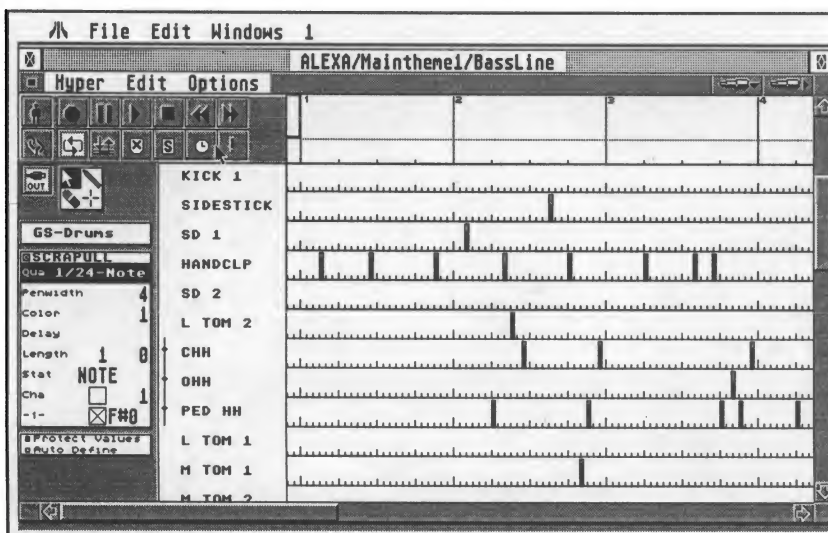 File Edit Windows 1
ALEXA/Maintheme1/BassLine
Hyper Edit Options
1 2 3 4
S
OUT
KICK 1
SIDESTICK
GS-Drums
SD 1
@SCRAPULL
HANDCLP
Qua 1/24-Note
SD 2
Penwidth 4
Color 1
L TOM 2
Delay
Length 1 0
CHH
Stat NOTE
OHH
Cha 1
-1- F#0
PED HH
Protect Values
L TOM 1
Auto Define
M TOM 1
M TOM 2